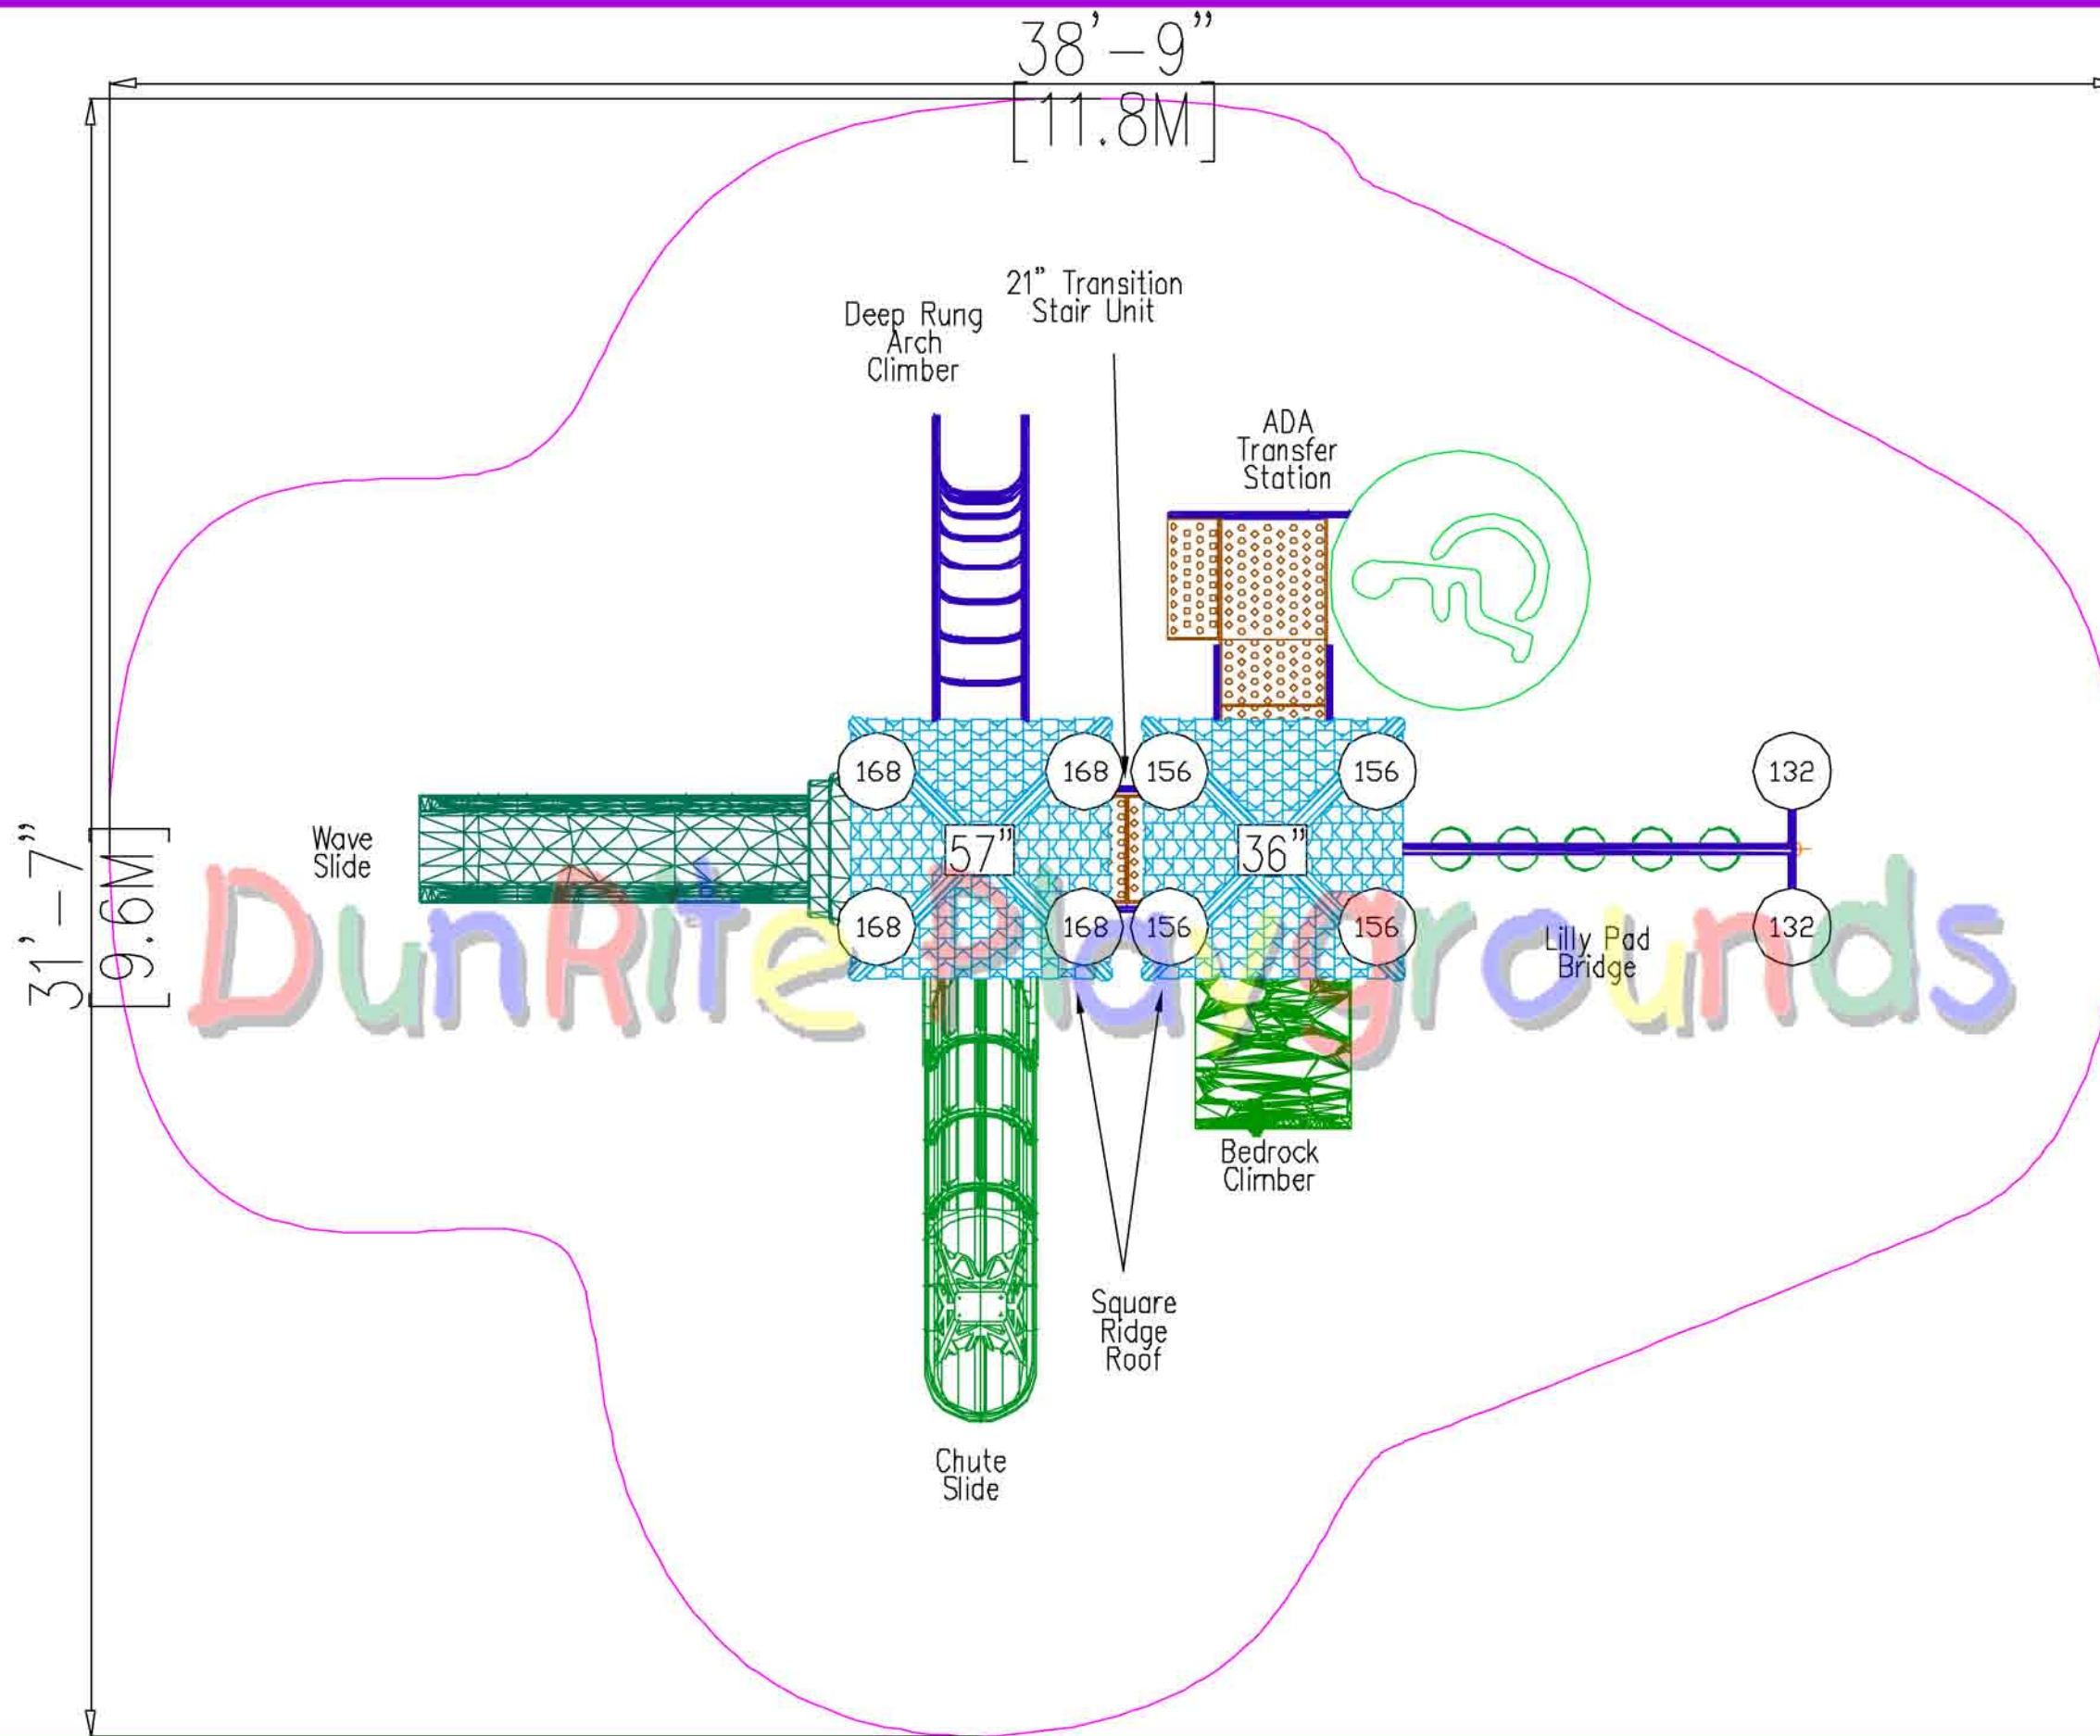 38'-9"
[11.8M]
21" Transition
Stair Unit
Deep Rung
Arch
Climber
ADA
Transfer
Station
168
168
156
156
132
Wave
Slide
57"
36"
31'-7"
[9.6M]
DunRite Playgrounds
168
168
156
156
132
Lilly Pad
Bridge
Bedrock
Climber
Square
Ridge
Roof
Chute
Slide